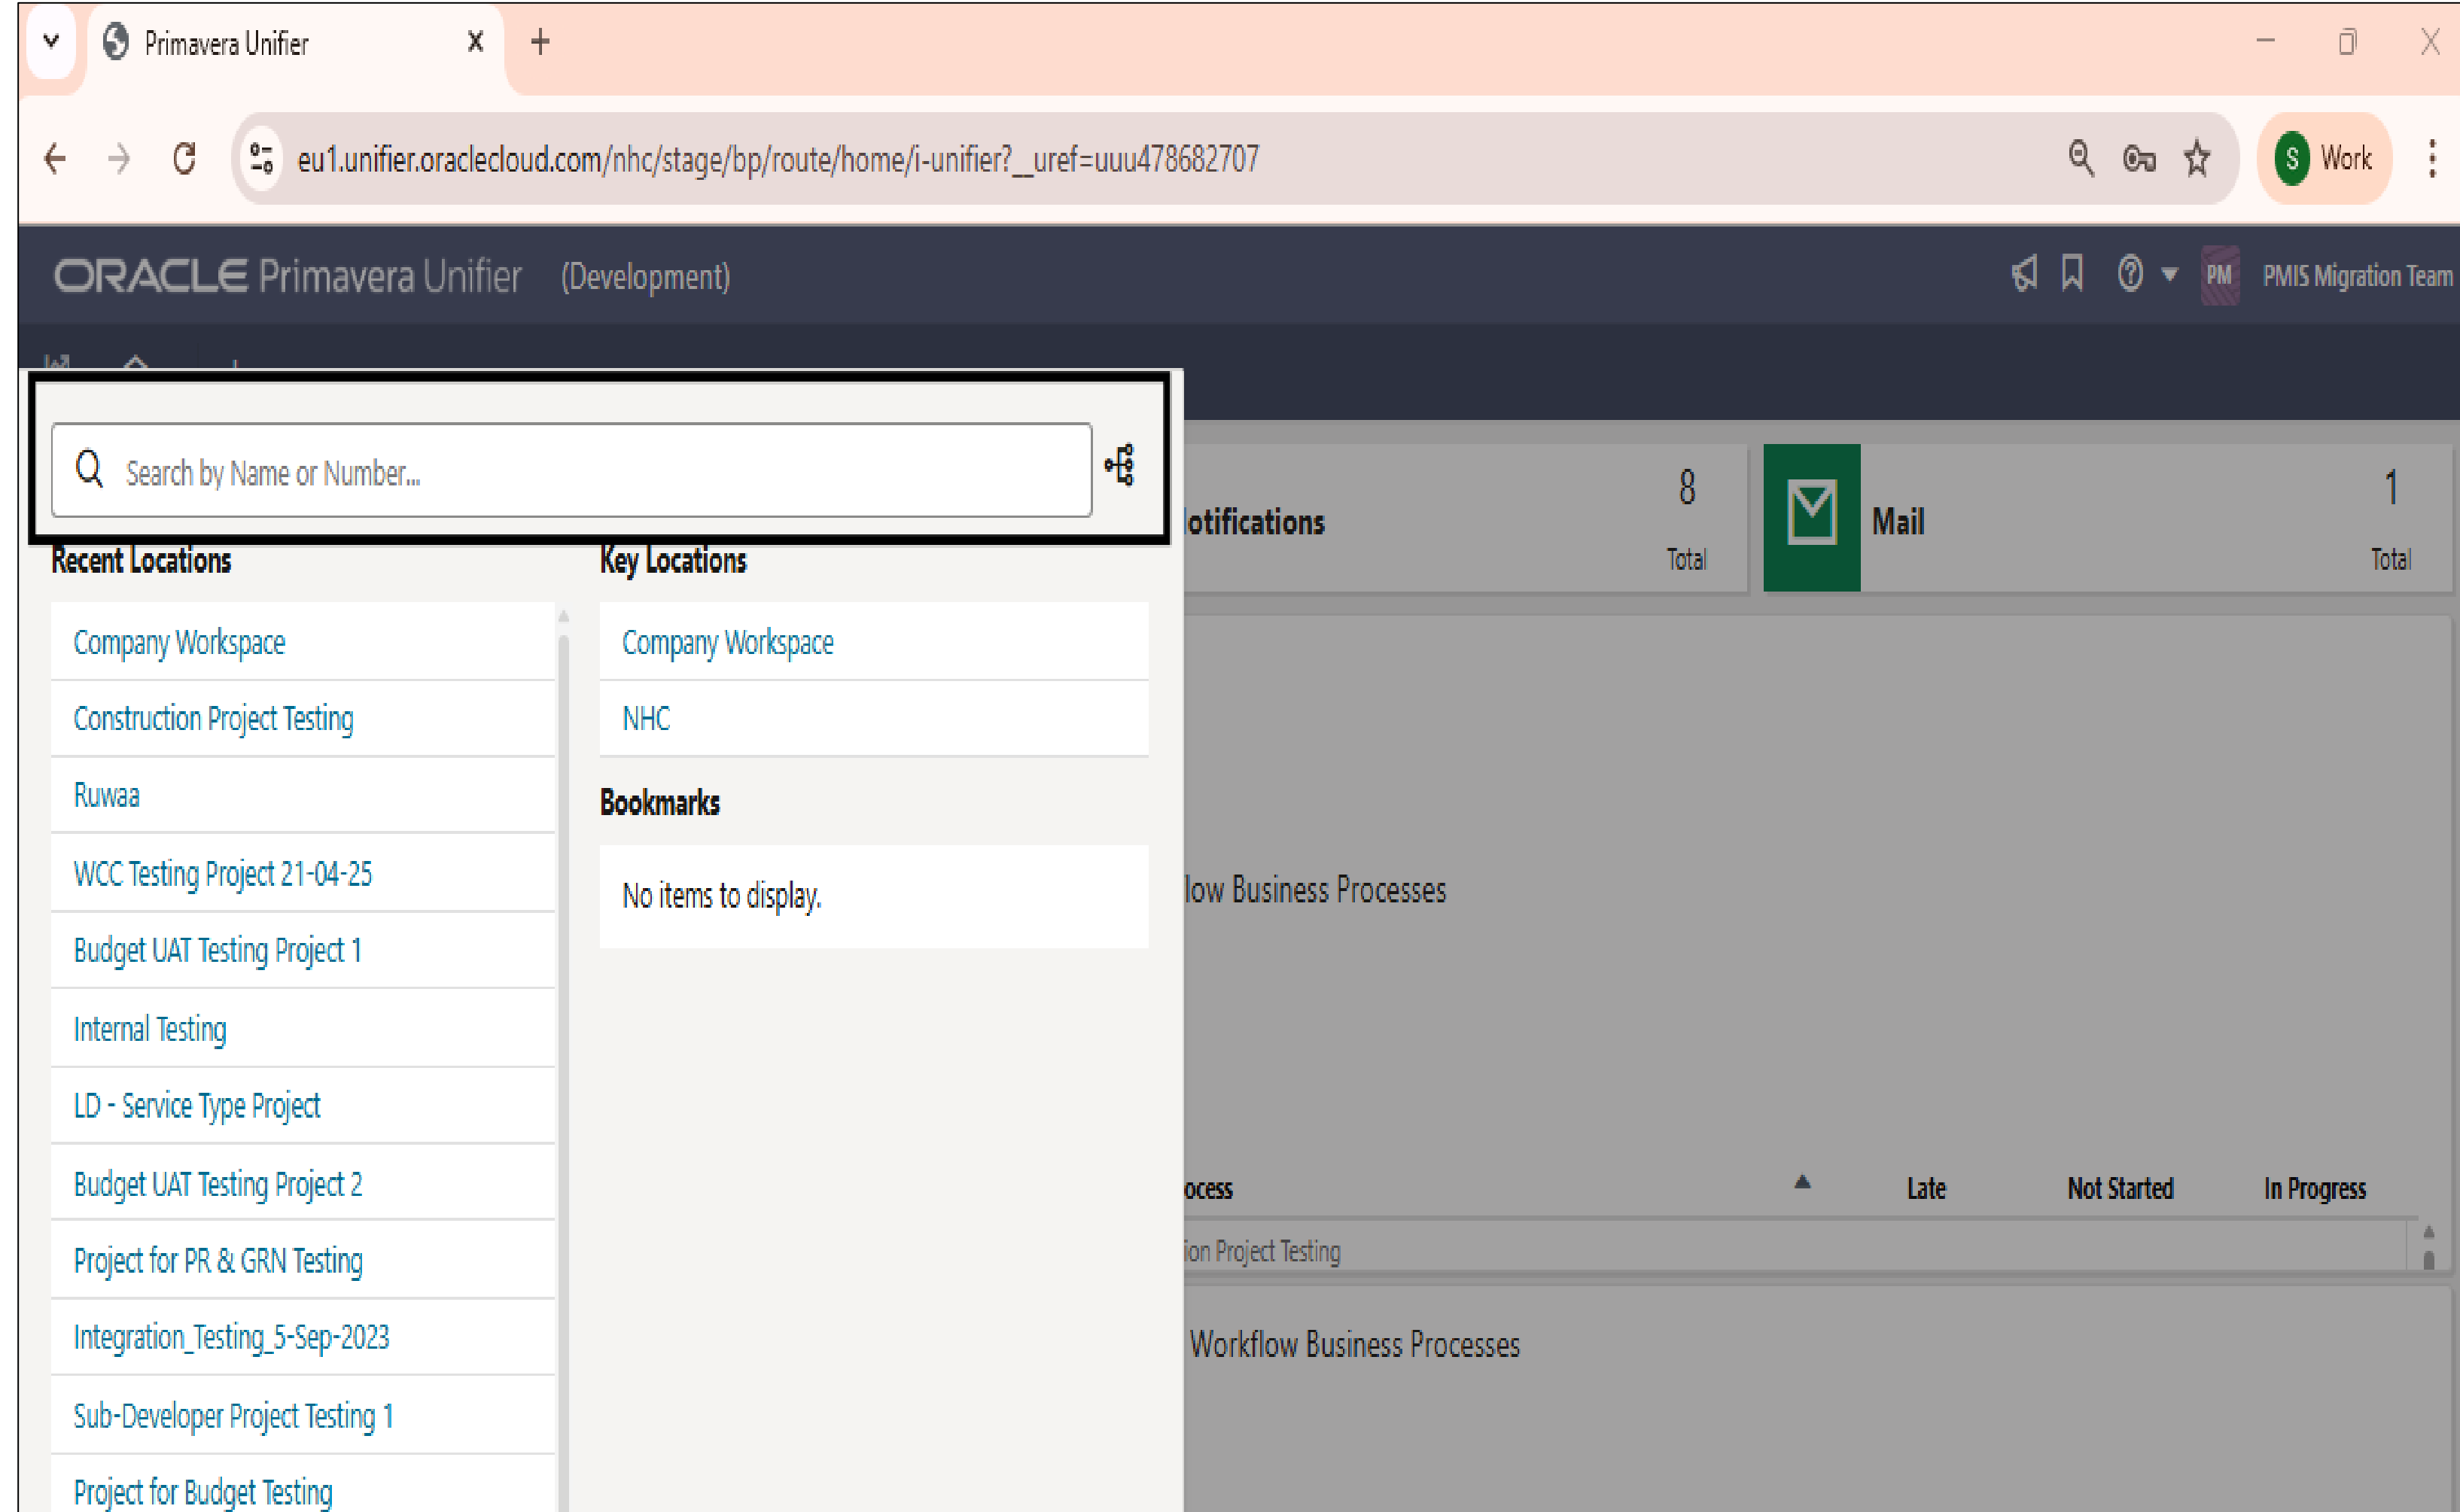 Primavera Unifier
eu1.unifier.oraclecloud.com/nhc/stage/bp/route/home/i-unifier?__uref=uuu478682707
S Work
ORACLE Primavera Unifier (Development)
PM PMIS Migration Team
Search by Name or Number...
Recent Locations
Company Workspace
Construction Project Testing
Ruwaa
WCC Testing Project 21-04-25
Budget UAT Testing Project 1
Internal Testing
LD - Service Type Project
Budget UAT Testing Project 2
Project for PR & GRN Testing
Integration_Testing_5-Sep-2023
Sub-Developer Project Testing 1
Project for Budget Testing
Key Locations
Company Workspace
NHC
Bookmarks
No items to display.
otifications
8
Total
Mail
1
Total
low Business Processes
ocess Late Not Started In Progress
ion Project Testing
Workflow Business Processes